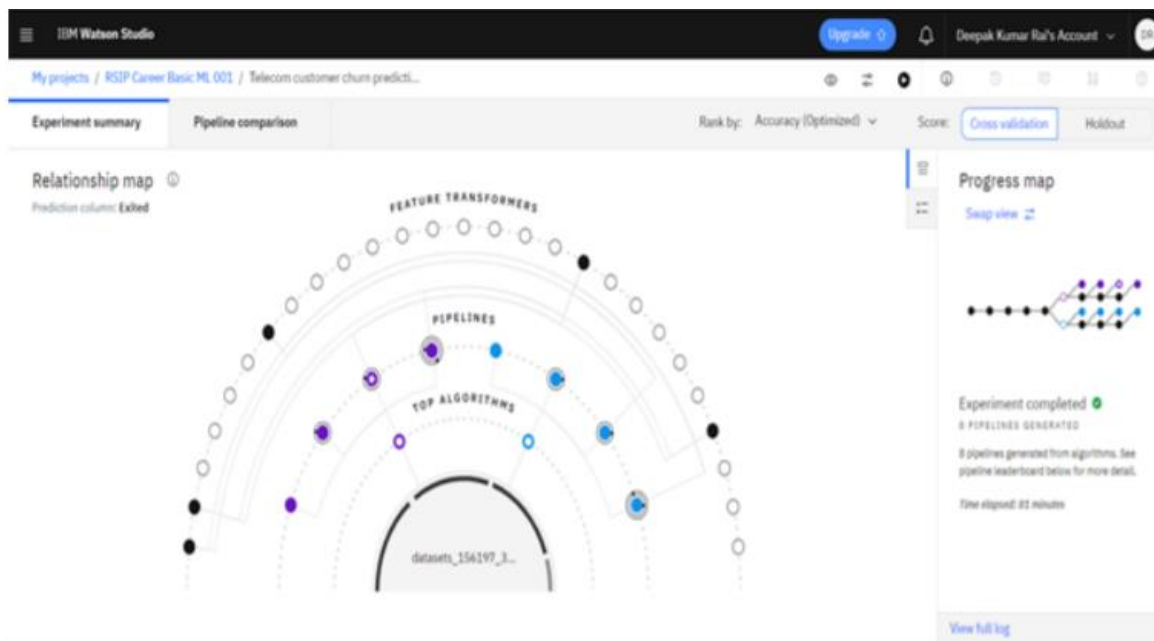 IBM Watson Studio
Upgrade
Deepak Kumar Rai's Account
DR
My projects / RSIP Career Basic ML 001 / Telecom customer churn predicti...
Experiment summary
Pipeline comparison
Rank by: Accuracy (Optimized)
Score: Cross validation
Holdout
Relationship map
Prediction column: Exited
FEATURE TRANSFORMERS
PIPELINES
TOP ALGORITHMS
datasets_156197_3...
Progress map
Swap view
Experiment completed
8 PIPELINES GENERATED
8 pipelines generated from algorithms. See
pipeline leaderboard below for more detail.
Time elapsed: 01 minutes
View full log